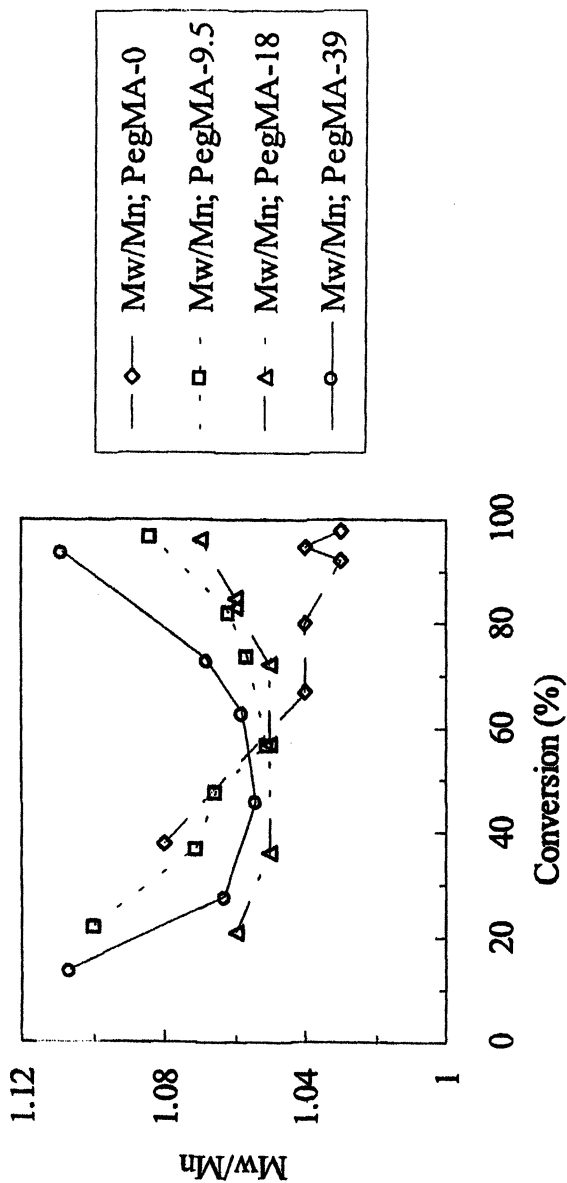 Mw/Mn
1.12
1.08
1.04
1
0
20
40
60
80
100
Conversion (%)
Mw/Mn; PegMA-0
Mw/Mn; PegMA-9.5
Mw/Mn; PegMA-18
Mw/Mn; PegMA-39